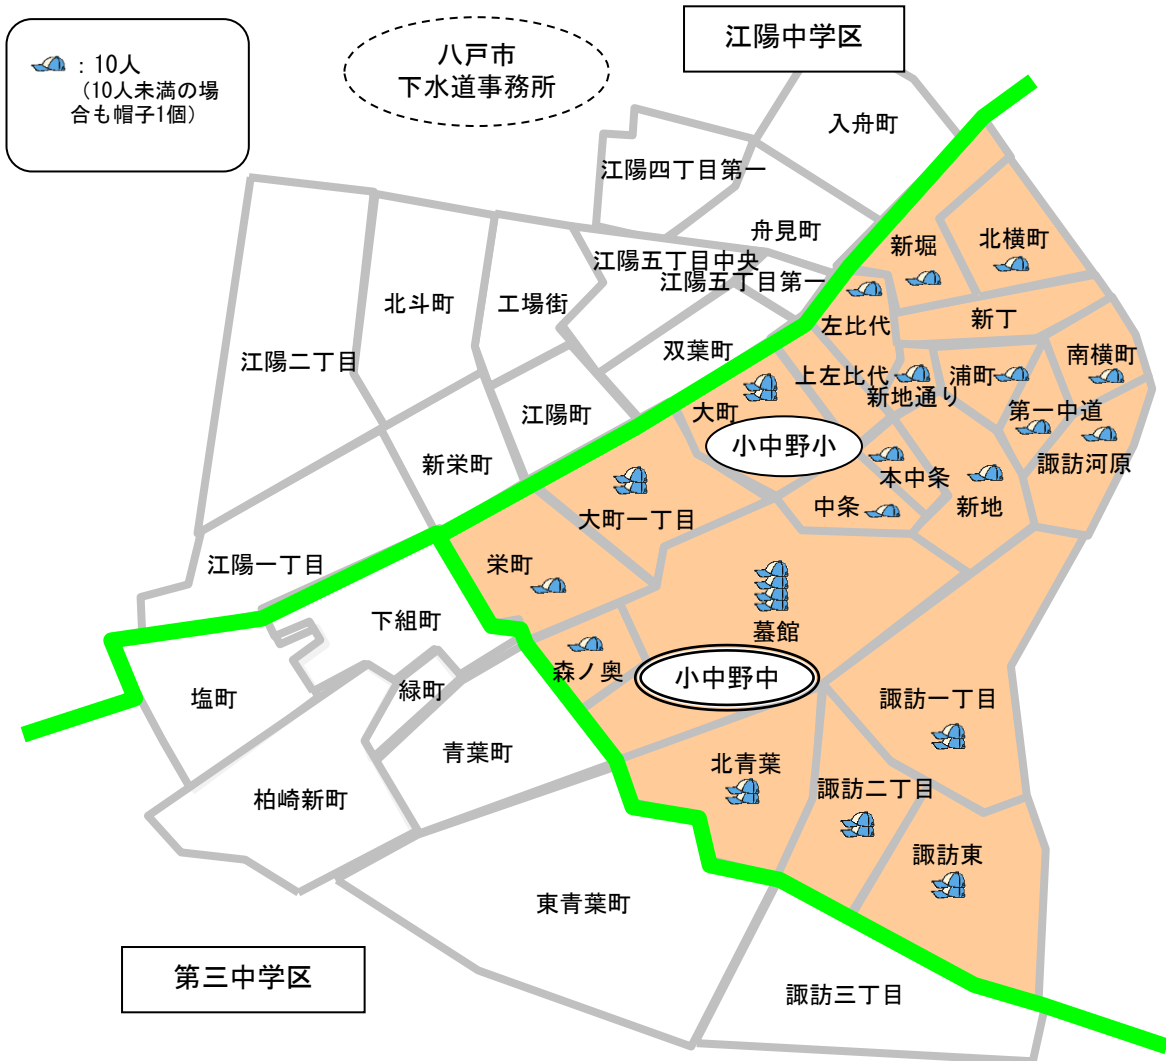 ：10人
（10人未満の場
合も帽子1個）
八戸市
下水道事務所
江陽中学区
入舟町
江陽四丁目第一
舟見町
新堀
北横町
江陽五丁目中央
江陽五丁目第一
北斗町
工場街
左比代
新丁
江陽二丁目
双葉町
南横町
上左比代
浦町
新地通り
江陽町
大町
第一中道
小中野小
新栄町
本中条
諏訪河原
大町一丁目
中条
新地
江陽一丁目
栄町
下組町
蟇館
森ノ奥
小中野中
塩町
緑町
諏訪一丁目
青葉町
北青葉
諏訪二丁目
柏崎新町
諏訪東
東青葉町
第三中学区
諏訪三丁目